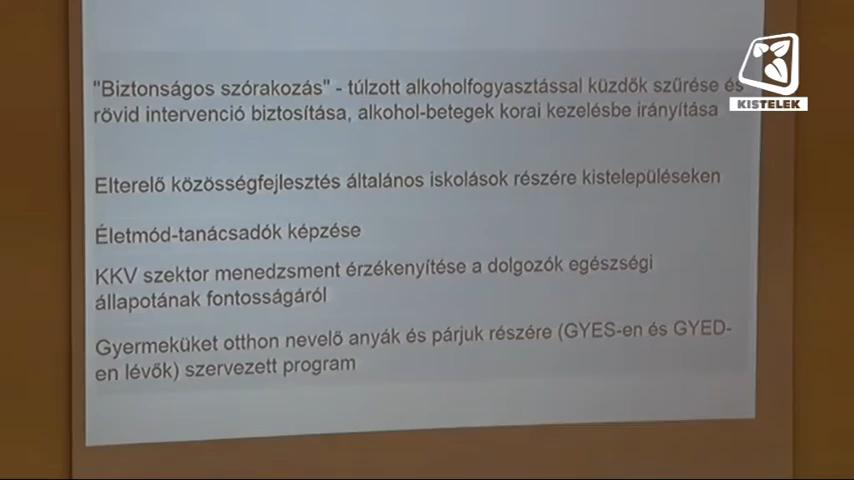 "Biztonságos szórakozás" - túlzott alkoholfogyasztással küzdők szűrése és
rövid intervenció biztosítása, alkohol-betegek korai kezelésbe irányítása
Elterelő közösségfejlesztés általános iskolások részére kistelepüléseken
Életmód-tanácsadók képzése
KKV szektor menedzsment érzékenyítése a dolgozók egészségi
állapotának fontosságáról
Gyermeküket otthon nevelő anyák és párjuk részére (GYES-en és GYED-
en lévők) szervezett program
KISTELEK